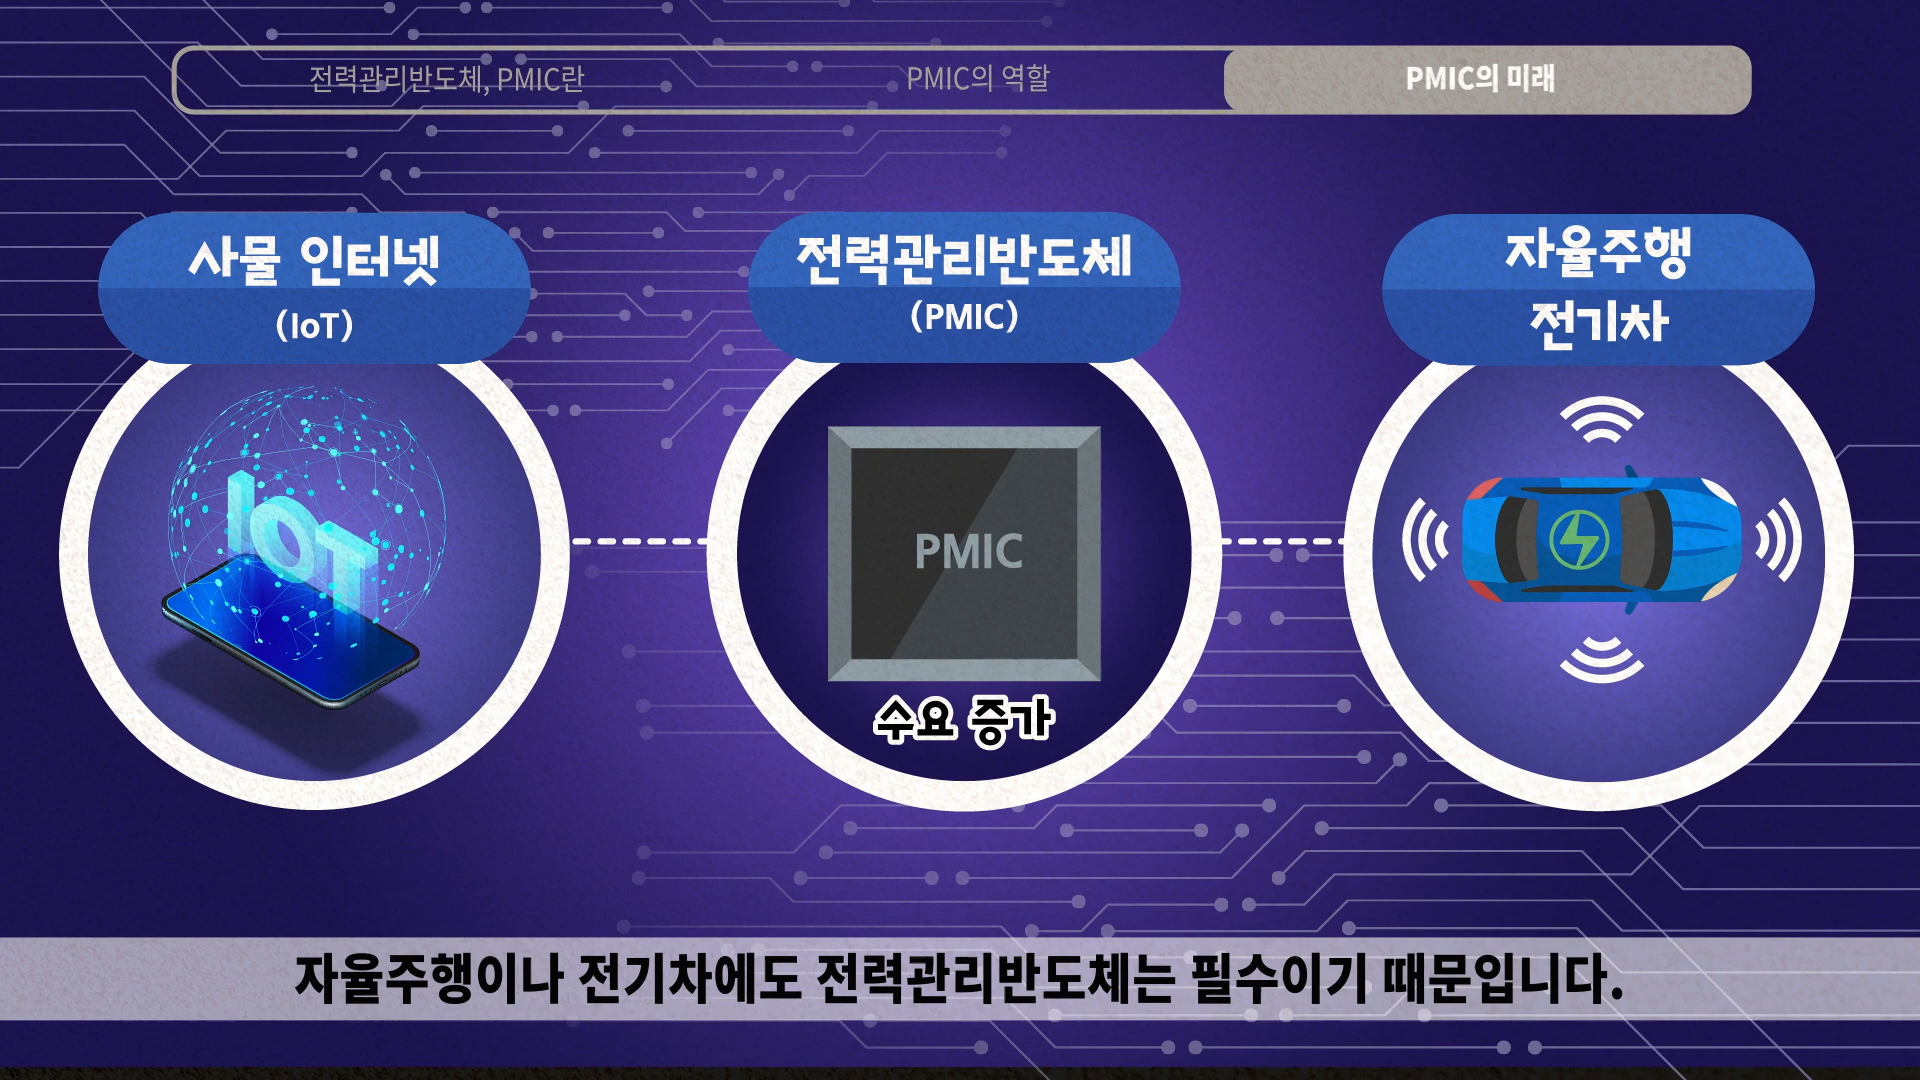 전력관리반도체, PMIC란
PMIC의 역할
PMIC의 미래
사물 인터넷
(IoT)
IoT
전력관리반도체
(PMIC)
PMIC
수요 증가
자율주행
전기차
자율주행이나 전기차에도 전력관리반도체는 필수이기 때문입니다.